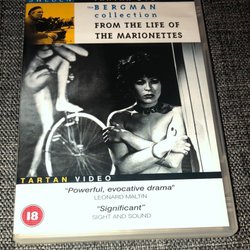 SWEDEN
THE BERGMAN
collection
FROM THE LIFE OF
THE MARIONETTES
TARTAN VIDEO
"Powerful, evocative drama"
LEONARD MALTIN
"Significant"
SIGHT AND SOUND
18